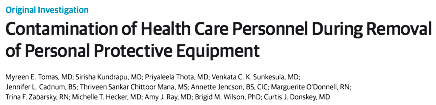 Original Investigation
Contamination of Health Care Personnel During Removal
of Personal Protective Equipment
Myreen E. Tomas, MD; Sirisha Kundrapu, MD; Priyaleela Thota, MD; Venkata C. K. Sunkesula, MD;
Jennifer L. Cadnum, BS; Thriveen Sankar Chittoor Mana, MS; Annette Jencson, BS, CIC; Marguerite O'Donnell, RN;
Trina F. Zabarsky, RN; Michelle T. Hecker, MD; Amy J. Ray, MD; Brigid M. Wilson, PhD; Curtis J. Donskey, MD